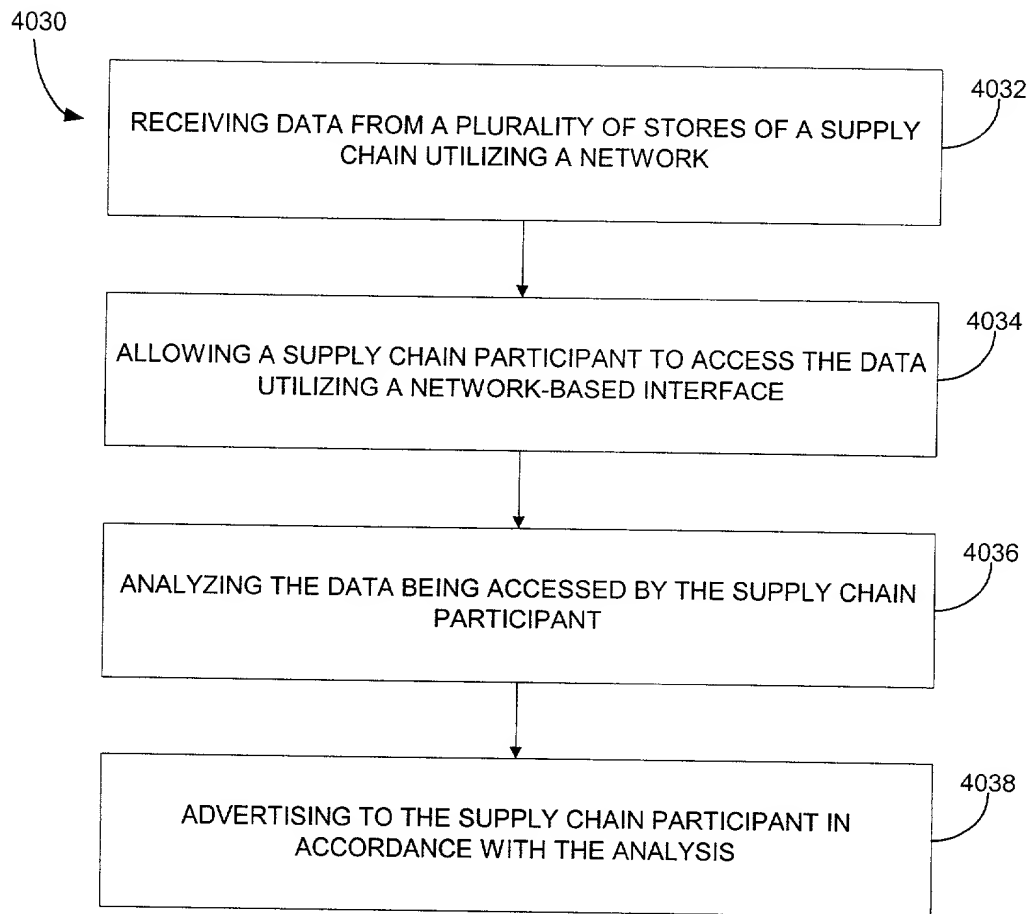 4030
4032
RECEIVING DATA FROM A PLURALITY OF STORES OF A SUPPLY
CHAIN UTILIZING A NETWORK
4034
ALLOWING A SUPPLY CHAIN PARTICIPANT TO ACCESS THE DATA
UTILIZING A NETWORK-BASED INTERFACE
4036
ANALYZING THE DATA BEING ACCESSED BY THE SUPPLY CHAIN
PARTICIPANT
4038
ADVERTISING TO THE SUPPLY CHAIN PARTICIPANT IN
ACCORDANCE WITH THE ANALYSIS